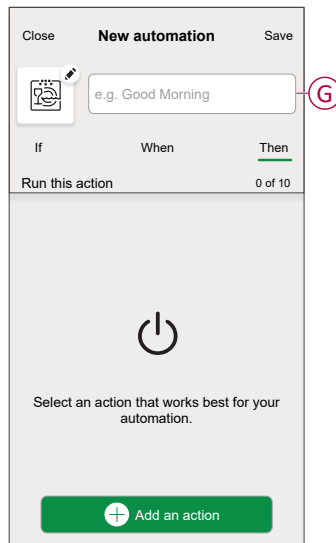 Close New automation Save
e.g. Good Morning
G
If When Then
Run this action 0 of 10
Select an action that works best for your
automation.
Add an action